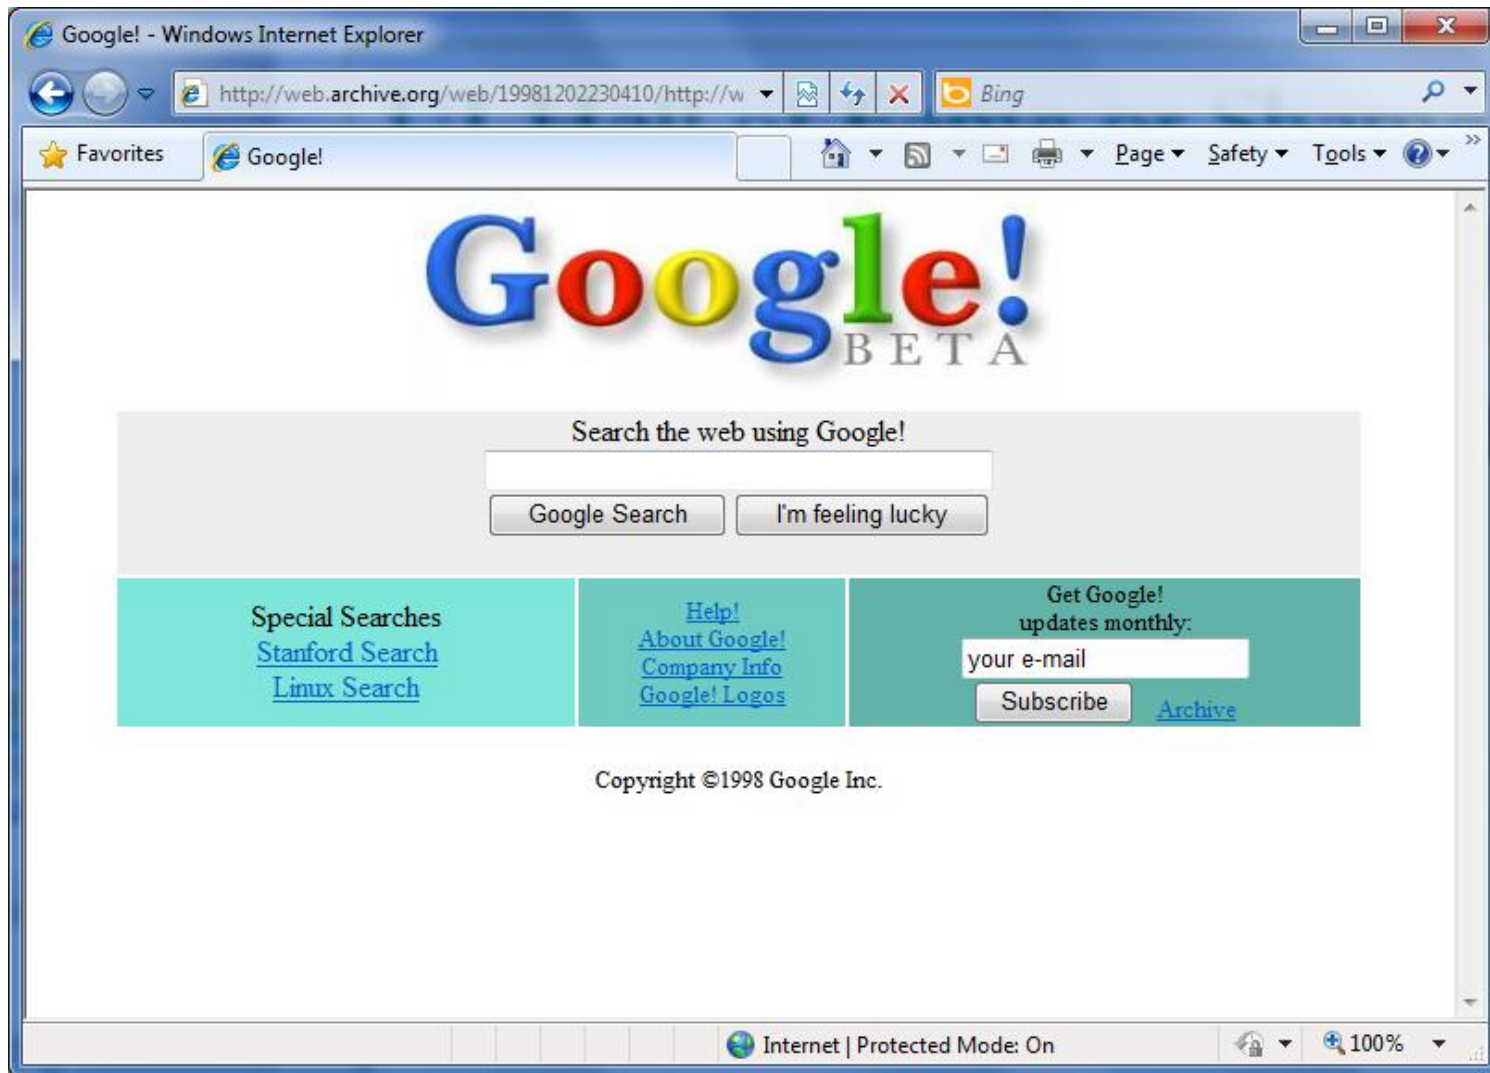 Google! - Windows Internet Explorer
http://web.archive.org/web/19981202230410/http://w
Bing
Favorites
Google!
Page
Safety
Tools
Google!
BETA
Search the web using Google!
Google Search
I'm feeling lucky
Special Searches
Stanford Search
Linux Search
Help!
About Google!
Company Info
Google! Logos
Get Google!
updates monthly:
your e-mail
Subscribe
Archive
Copyright ©1998 Google Inc.
Internet | Protected Mode: On
100%